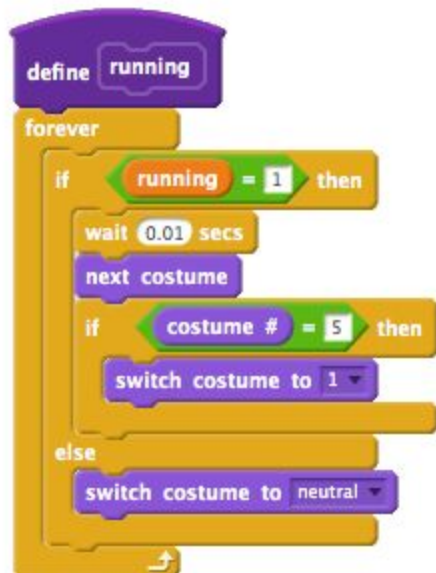 define running
forever
if running = 1 then
wait 0.01 secs
next costume
if costume # = 5 then
switch costume to 1
else
switch costume to neutral